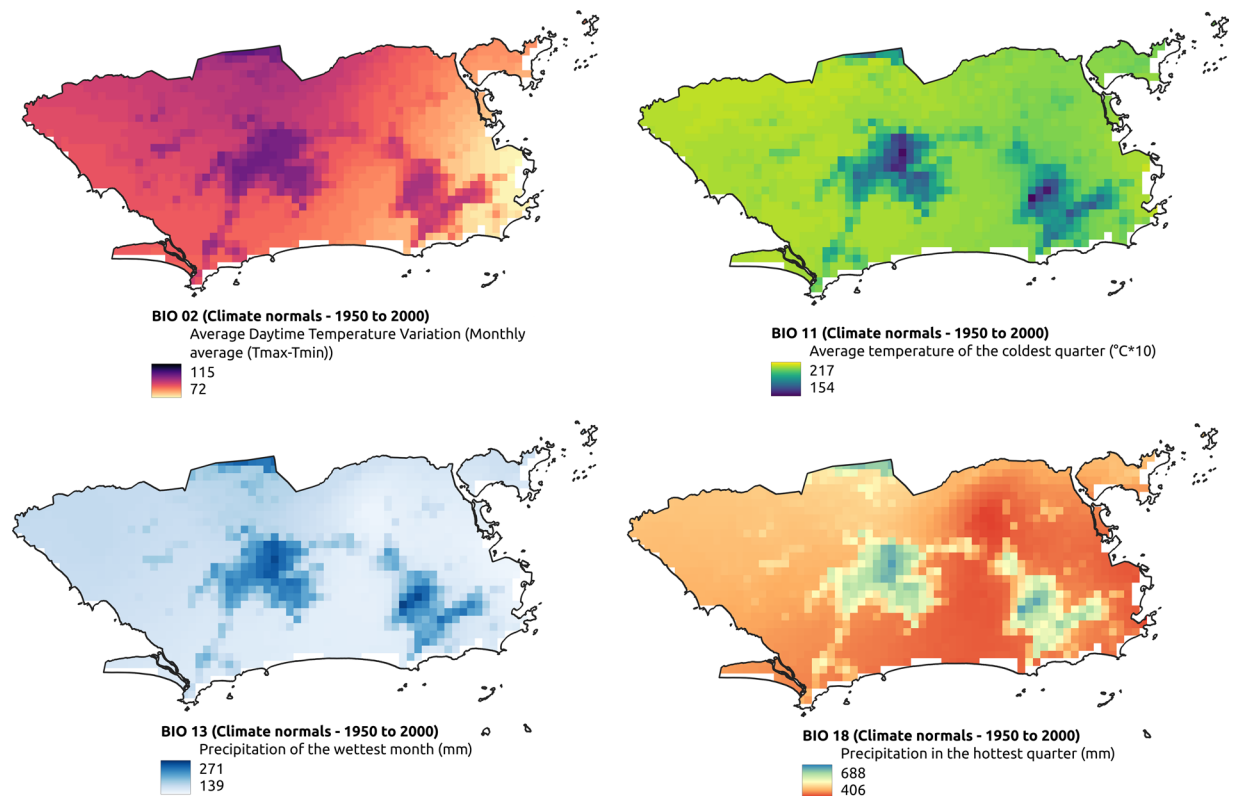 BIO 02 (Climate normals - 1950 to 2000)
Average Daytime Temperature Variation (Monthly
average (Tmax-Tmin))
115
72
BIO 11 (Climate normals - 1950 to 2000)
Average temperature of the coldest quarter (°C*10)
217
154
BIO 13 (Climate normals - 1950 to 2000)
Precipitation of the wettest month (mm)
271
139
BIO 18 (Climate normals - 1950 to 2000)
Precipitation in the hottest quarter (mm)
688
406